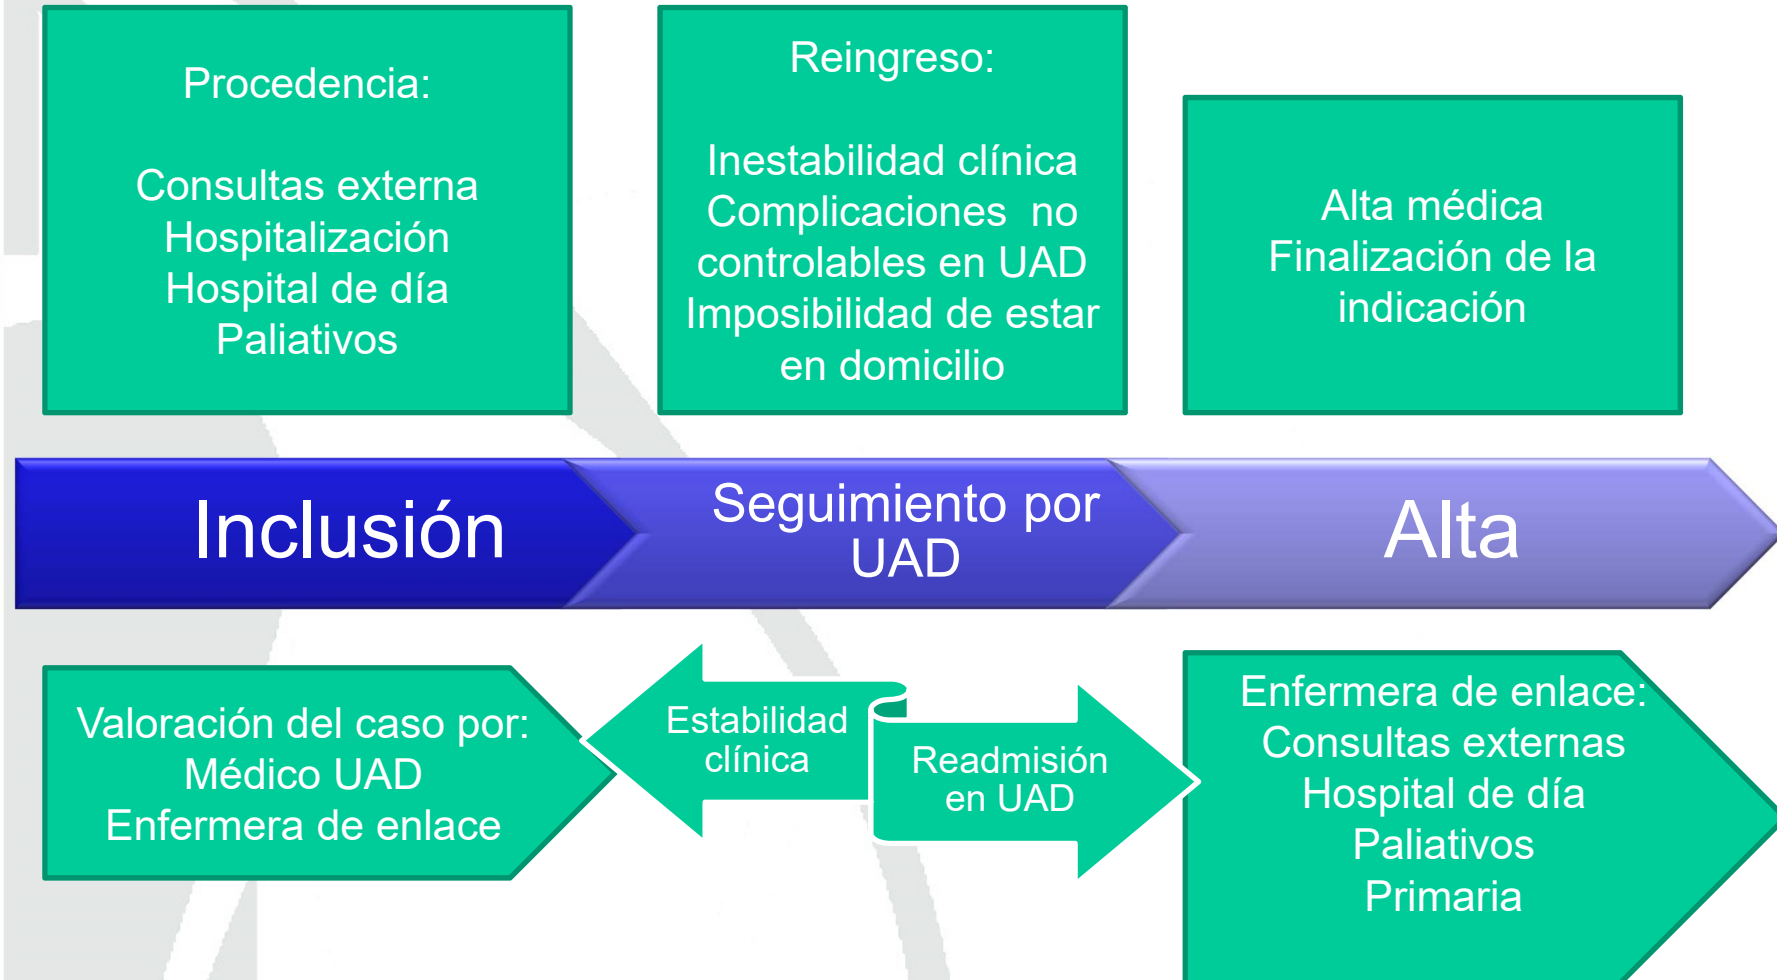 Procedencia:
Consultas externa
Hospitalización
Hospital de día
Paliativos
Reingreso:
Inestabilidad clínica
Complicaciones no
controlables en UAD
Imposibilidad de estar
en domicilio
Alta médica
Finalización de la
indicación
Inclusión
Seguimiento por
UAD
Alta
Valoración del caso por:
Médico UAD
Enfermera de enlace
Estabilidad
clínica
Readmisión
en UAD
Enfermera de enlace:
Consultas externas
Hospital de día
Paliativos
Primaria